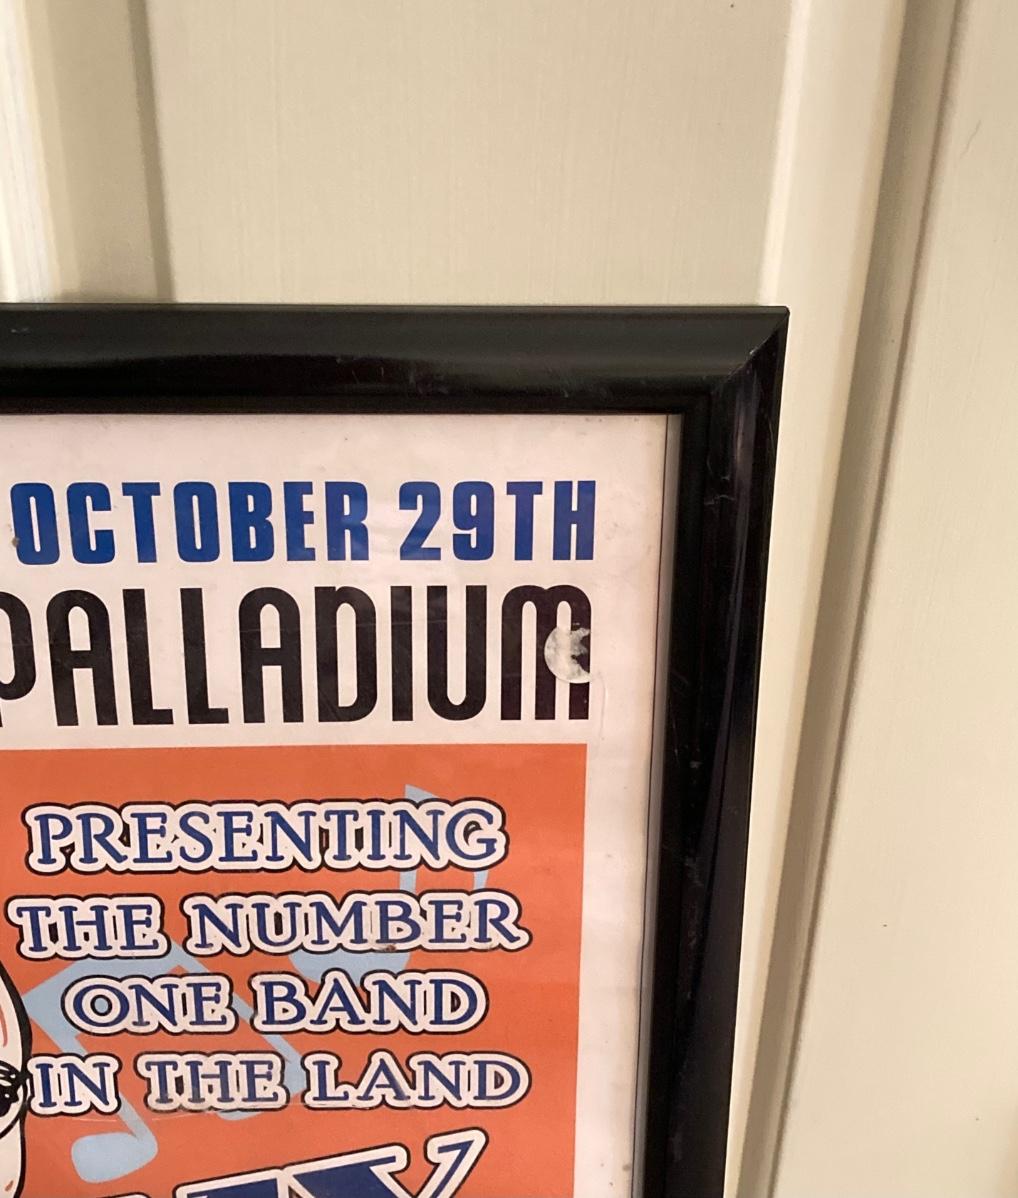 OCTOBER 29TH
PALLADIUM
PRESENTING
THE NUMBER
ONE BAND
IN THE LAND